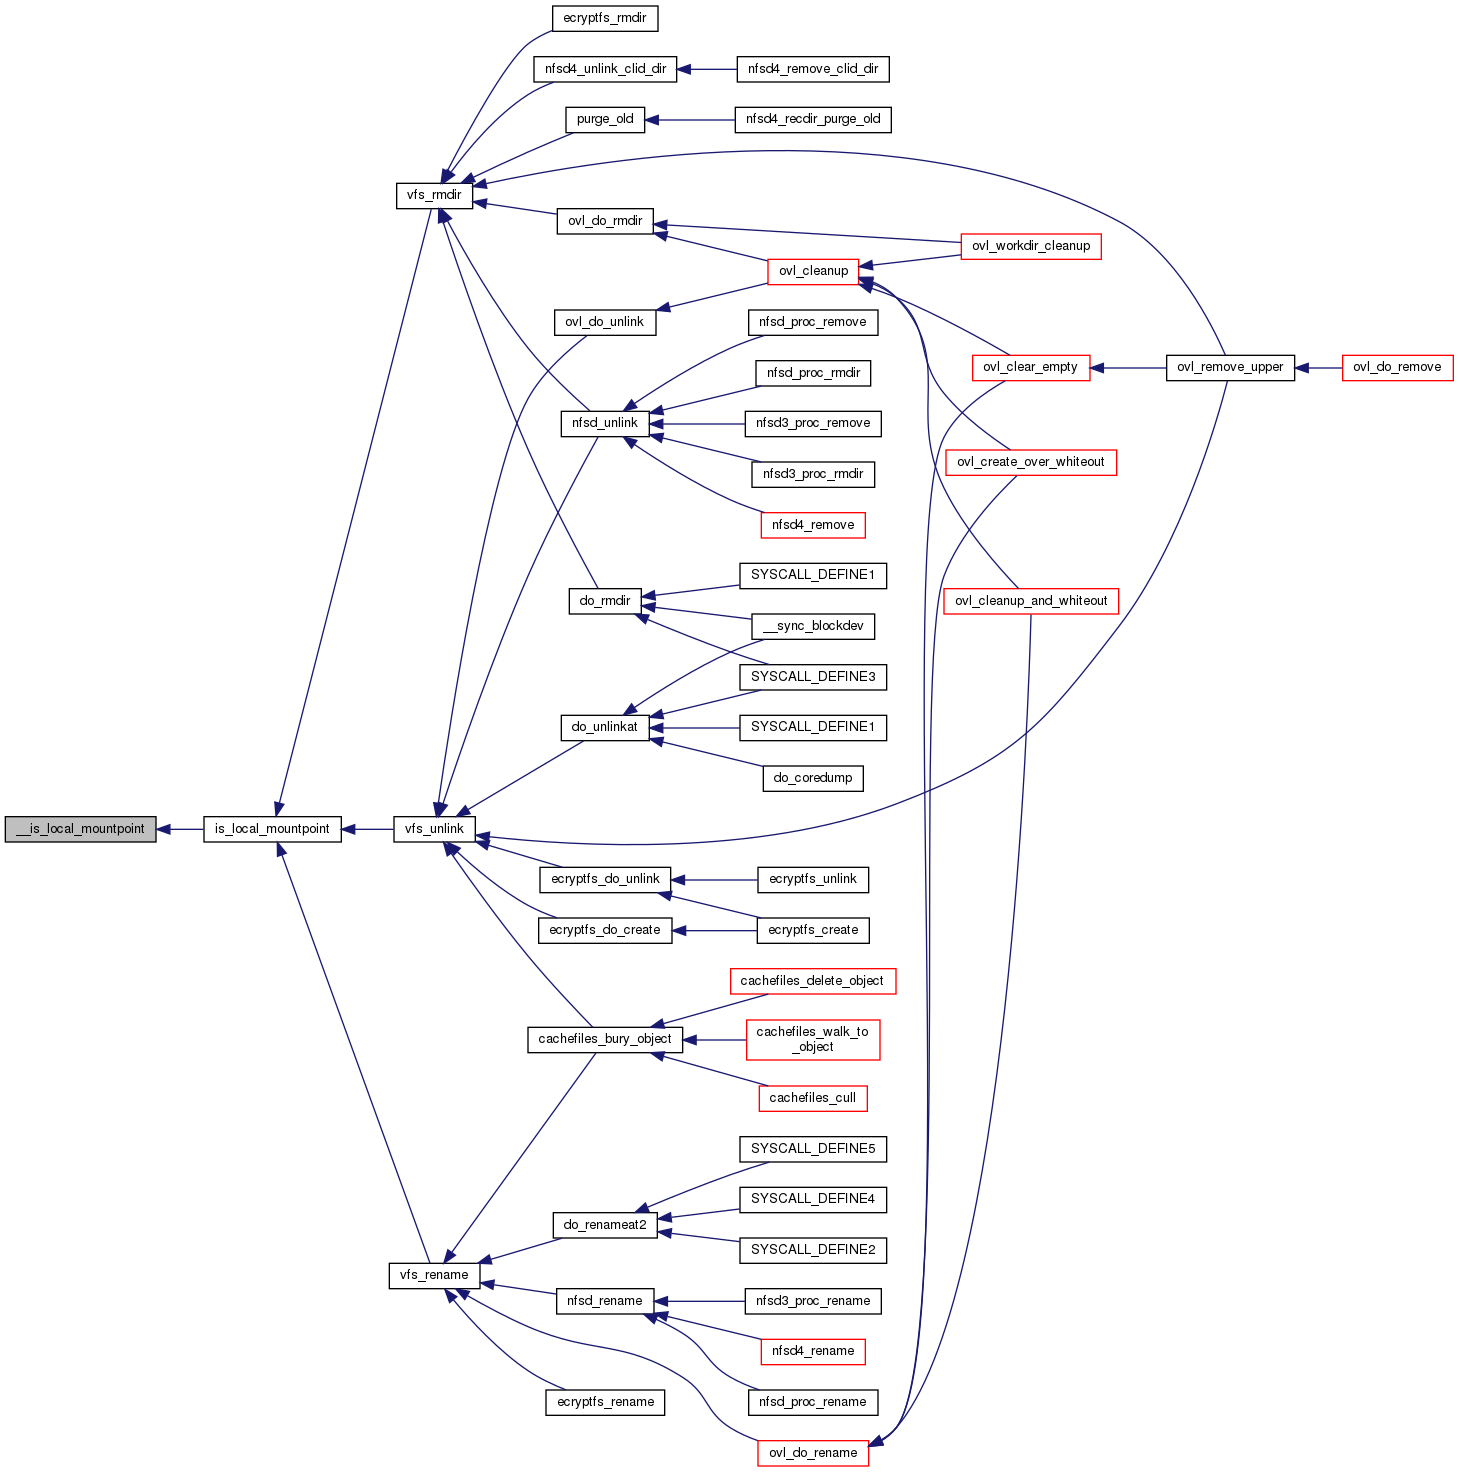 ecryptfs_rmdir
nfsd4_unlink_clid_dir
nfsd4_remove_clid_dir
purge_old
nfsd4_recdir_purge_old
vfs_rmdir
ovl_do_rmdir
ovl_workdir_cleanup
ovl_cleanup
ovl_do_unlink
nfsd_proc_remove
nfsd_proc_rmdir
ovl_clear_empty
ovl_remove_upper
ovl_do_remove
nfsd_unlink
nfsd3_proc_remove
ovl_create_over_whiteout
nfsd3_proc_rmdir
nfsd4_remove
SYSCALL_DEFINE1
do_rmdir
ovl_cleanup_and_whiteout
__sync_blockdev
SYSCALL_DEFINE3
do_unlinkat
SYSCALL_DEFINE1
do_coredump
__is_local_mountpoint
is_local_mountpoint
vfs_unlink
ecryptfs_do_unlink
ecryptfs_unlink
ecryptfs_do_create
ecryptfs_create
cachefiles_delete_object
cachefiles_bury_object
cachefiles_walk_to
_object
cachefiles_cull
SYSCALL_DEFINE5
SYSCALL_DEFINE4
do_renameat2
SYSCALL_DEFINE2
vfs_rename
nfsd_rename
nfsd3_proc_rename
nfsd4_rename
ecryptfs_rename
nfsd_proc_rename
ovl_do_rename